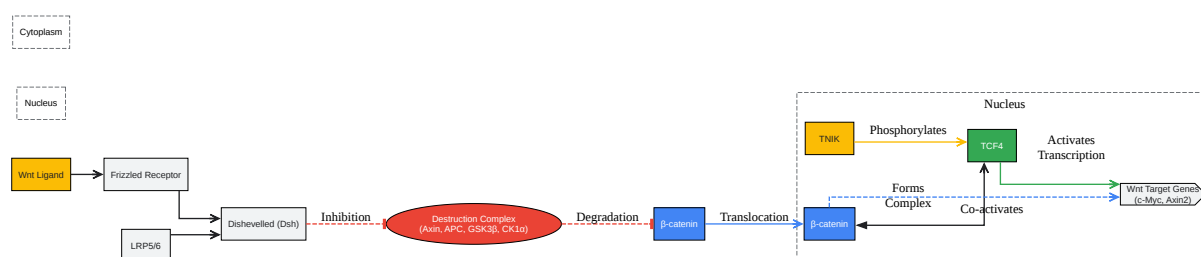 Cytoplasm
Nucleus
Nucleus
TNIK
Phosphorylates
TCF4
Activates
Transcription
Wnt Ligand
Frizzled Receptor
Wnt Target Genes
(c-Myc, Axin2)
Forms
Complex
Co-activates
Dishevelled (Dsh)
Inhibition
Destruction Complex
(Axin, APC, GSK3β, CK1α)
Degradation
β-catenin
Translocation
β-catenin
LRP5/6